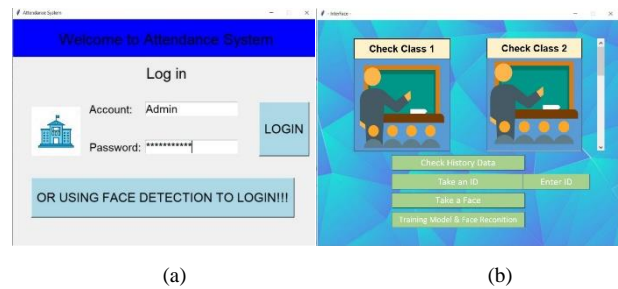 Attendance System
Welcome to Attendance System
Log in
Account: Admin
Password: ***********
LOGIN
OR USING FACE DETECTION TO LOGIN!!!
(a)
- Interface -
Check Class 1
Check Class 2
Check History Data
Take an ID
Enter ID
Take a Face
Training Model & Face Reconition
(b)